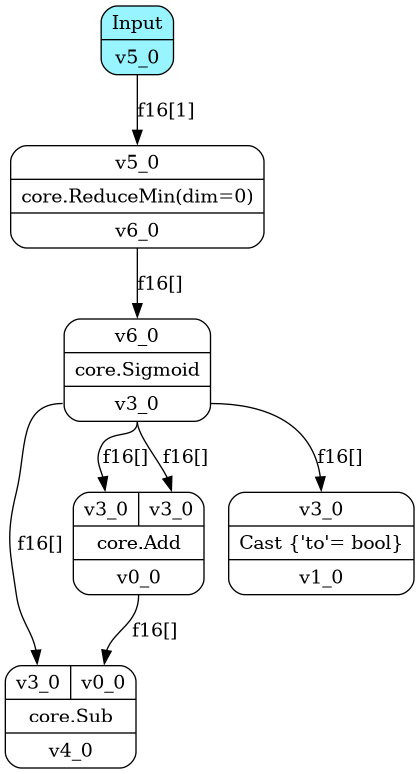 Input
v5_0
f16[1]
v5_0
core.ReduceMin(dim=0)
v6_0
f16[]
v6_0
core.Sigmoid
v3_0
f16[]
f16[]
f16[]
v3_0
v3_0
core.Add
v0_0
v3_0
Cast {'to'= bool}
v1_0
f16[]
f16[]
v3_0
v0_0
core.Sub
v4_0